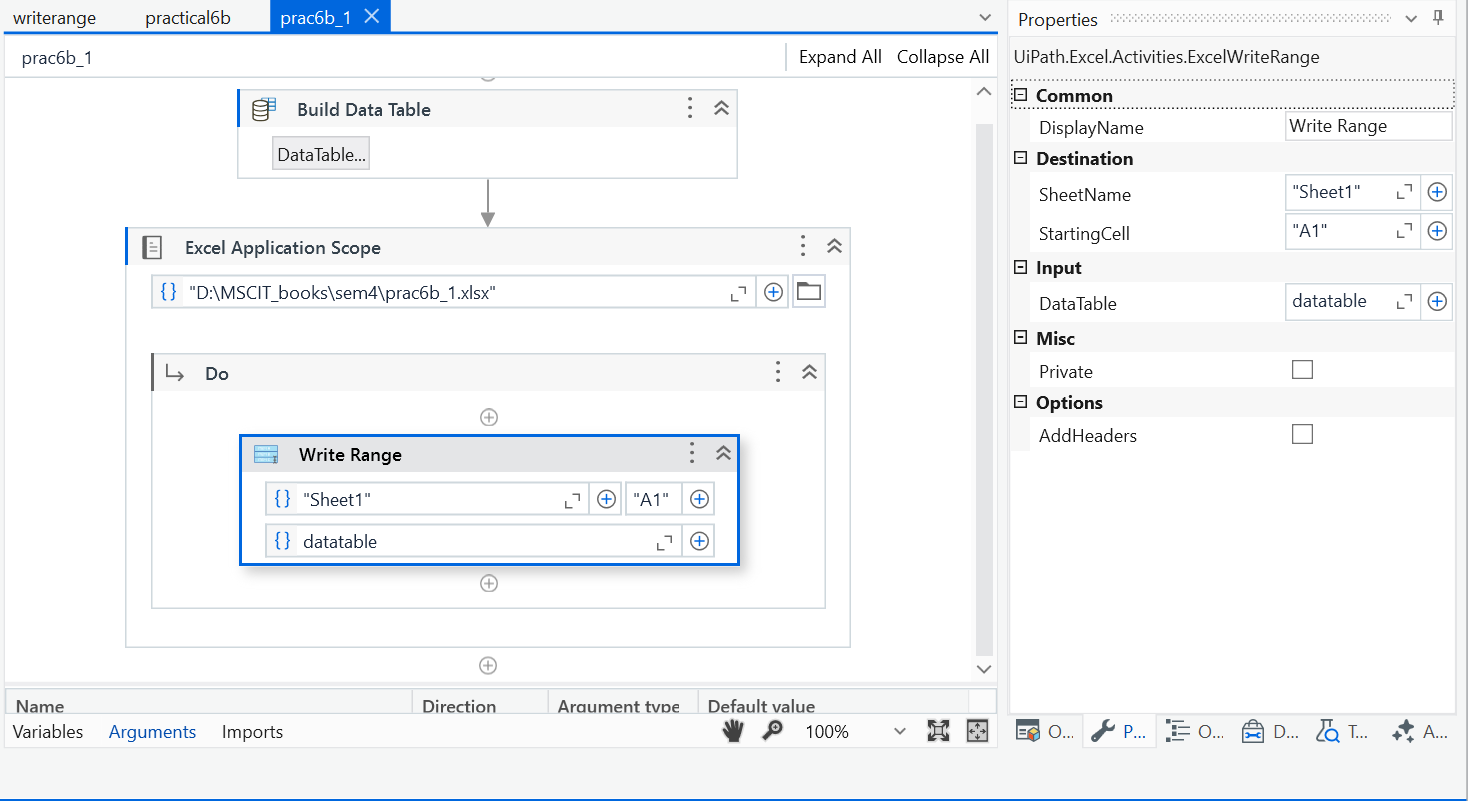 writerange practical6b prac6b_1
prac6b_1 Expand All Collapse All
Build Data Table
DataTable...
Excel Application Scope
"D:\MSCIT_books\sem4\prac6b_1.xlsx"
Do
Write Range
"Sheet1" "A1"
datatable
Name Direction Argument type Default value
Variables Arguments Imports 100%
Properties
UiPath.Excel.Activities.ExcelWriteRange
Common
DisplayName Write Range
Destination
SheetName "Sheet1"
StartingCell "A1"
Input
DataTable datatable
Misc
Private
Options
AddHeaders
O... P... O... D... T... A...